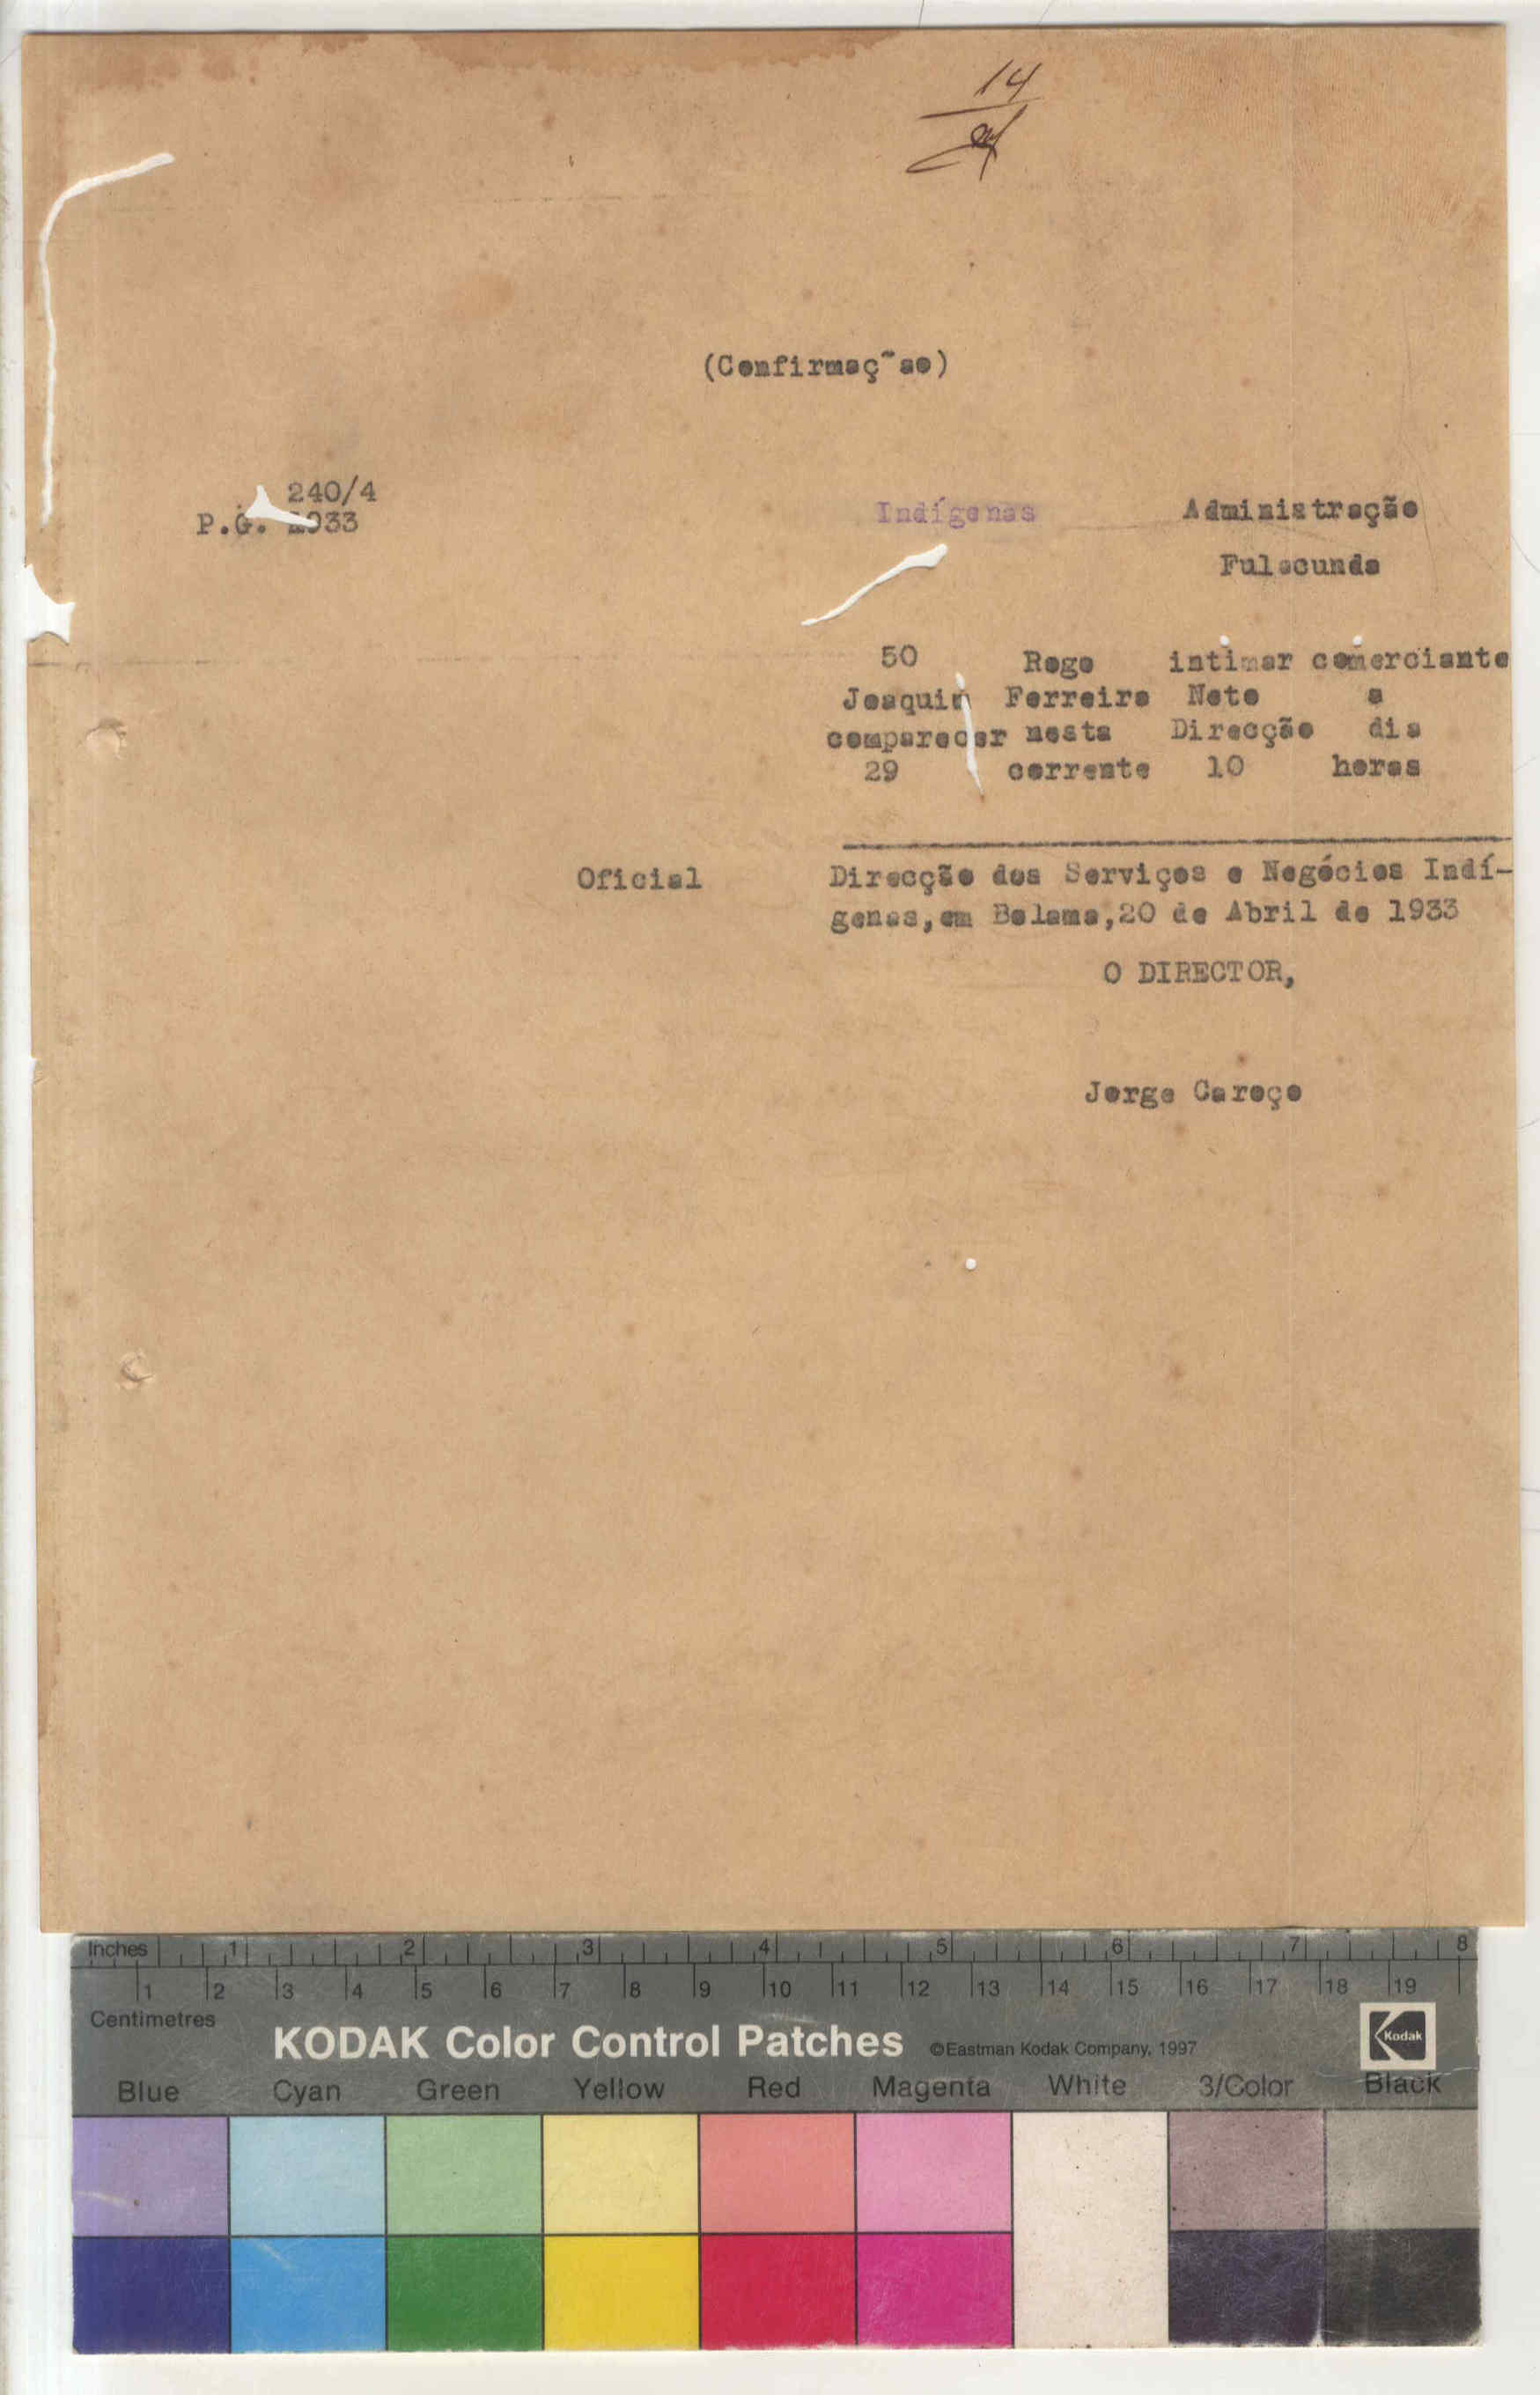 14
(Confirmaç~ao)
240/4
P.G. 1933
Indígenas Administração
Fulacunda
50 Rogo intimar comerciante
Joaquim Ferreira Neto a
comparecer nesta Direcção dia
29 corrente 10 horas
Oficial Direcção dos Serviços e Negócios Indí-
genas,em Bolama,20 de Abril de 1933
O DIRECTOR,
Jorge Caroço
Inches 1 2 3 4 5 6 7 8
1 2 3 4 5 6 7 8 9 10 11 12 13 14 15 16 17 18 19
Centimetres
KODAK Color Control Patches ©Eastman Kodak Company, 1997 Kodak
Blue Cyan Green Yellow Red Magenta White 3/Color Black